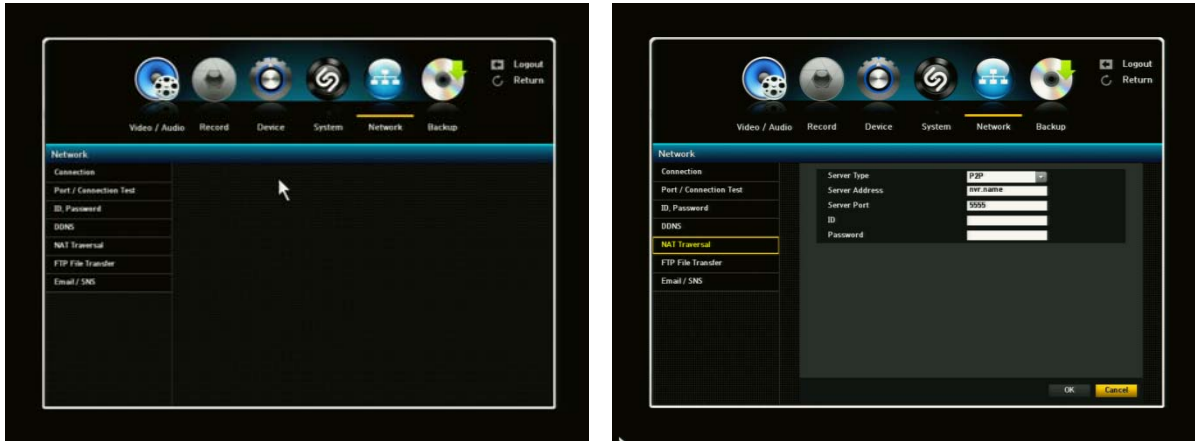 Logout
Return
Video / Audio Record Device System Network Backup
Network
Connection
Port / Connection Test
ID, Password
DDNS
NAT Traversal
FTP File Transfer
Email / SNS
Logout
Return
Video / Audio Record Device System Network Backup
Network
Connection
Port / Connection Test
ID, Password
DDNS
NAT Traversal
FTP File Transfer
Email / SNS
Server Type P2P
Server Address nvr.name
Server Port 5555
ID
Password
OK Cancel